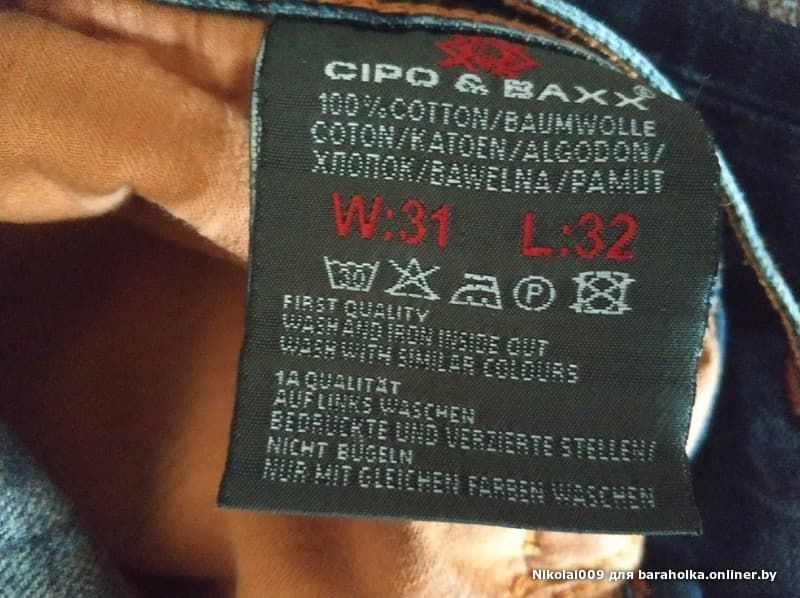 CIPO & BAXX®
100% COTTON/BAUMWOLLE
COTON/KATOEN/ALGODON/
ХЛОПОК/BAWELNA/PAMUT
W:31 L:32
30 P
FIRST QUALITY
WASH AND IRON INSIDE OUT
WASH WITH SIMILAR COLOURS
1A QUALITÄT
AUF LINKS WASCHEN
BEDRUCKTE UND VERZIERTE STELLEN/
NICHT BÜGELN
NUR MIT GLEICHEN FARBEN WASCHEN
Nikolai009 для baraholka.onliner.by